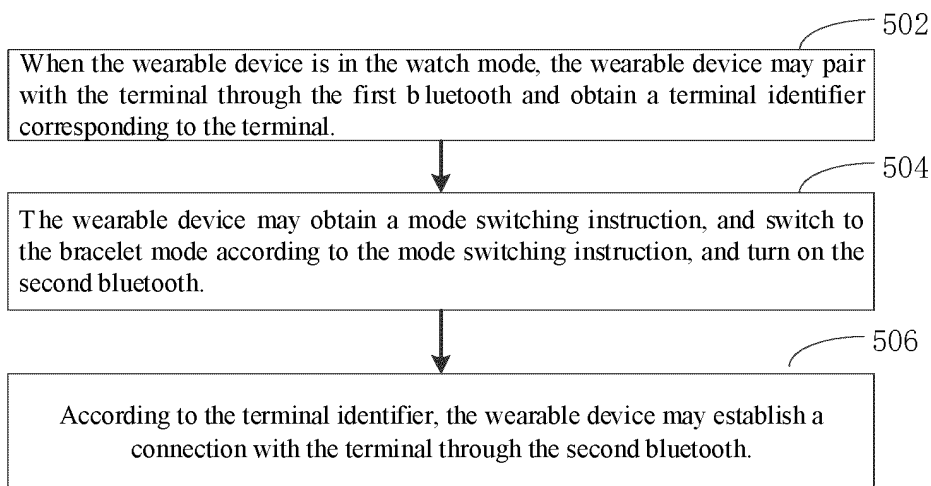 502
When the wearable device is in the watch mode, the wearable device may pair
with the terminal through the first bluetooth and obtain a terminal identifier
corresponding to the terminal.
504
The wearable device may obtain a mode switching instruction, and switch to
the bracelet mode according to the mode switching instruction, and turn on the
second bluetooth.
506
According to the terminal identifier, the wearable device may establish a
connection with the terminal through the second bluetooth.